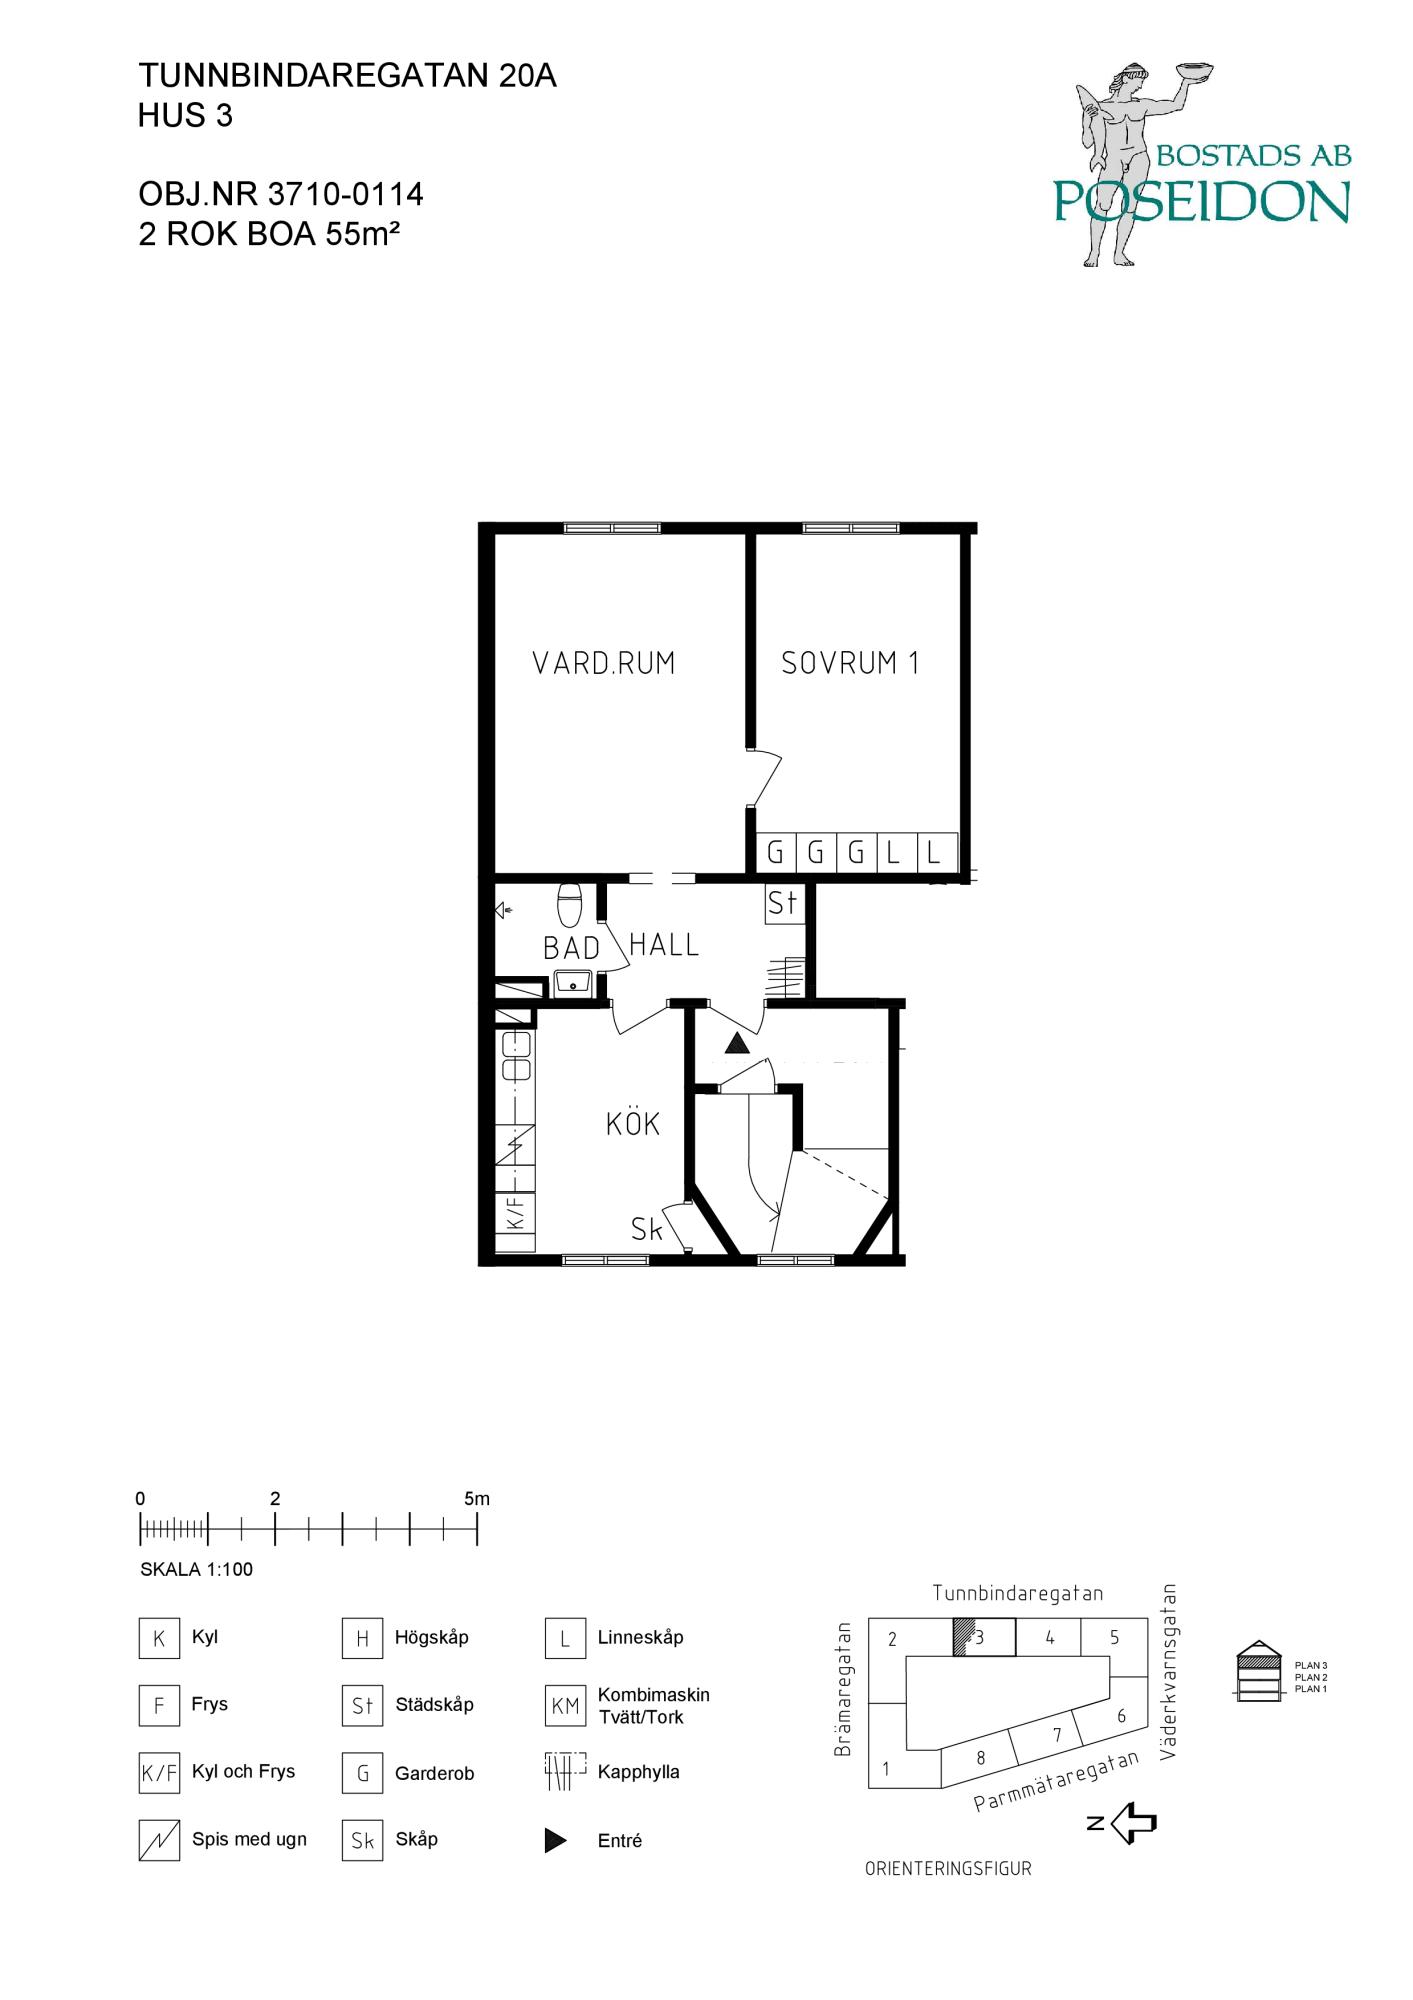 TUNNBINDAREGATAN 20A
HUS 3
OBJ.NR 3710-0114
2 ROK BOA 55m²
BOSTADS AB
POSEIDON
VARD.RUM
SOVRUM 1
G G G L L
St
BAD
HALL
KÖK
K/F
Sk
0 2 5m
SKALA 1:100
K Kyl
F Frys
K/F Kyl och Frys
Spis med ugn
H Högskåp
St Städskåp
G Garderob
Sk Skåp
L Linneskåp
KM Kombimaskin
Tvätt/Tork
Kapphylla
Entré
Tunnbindaregatan
Brämaregatan
Väderkvarnsgatan
Parmmätaregatan
2 3 4 5
6
7
8
1
N
ORIENTERINGSFIGUR
PLAN 3
PLAN 2
PLAN 1